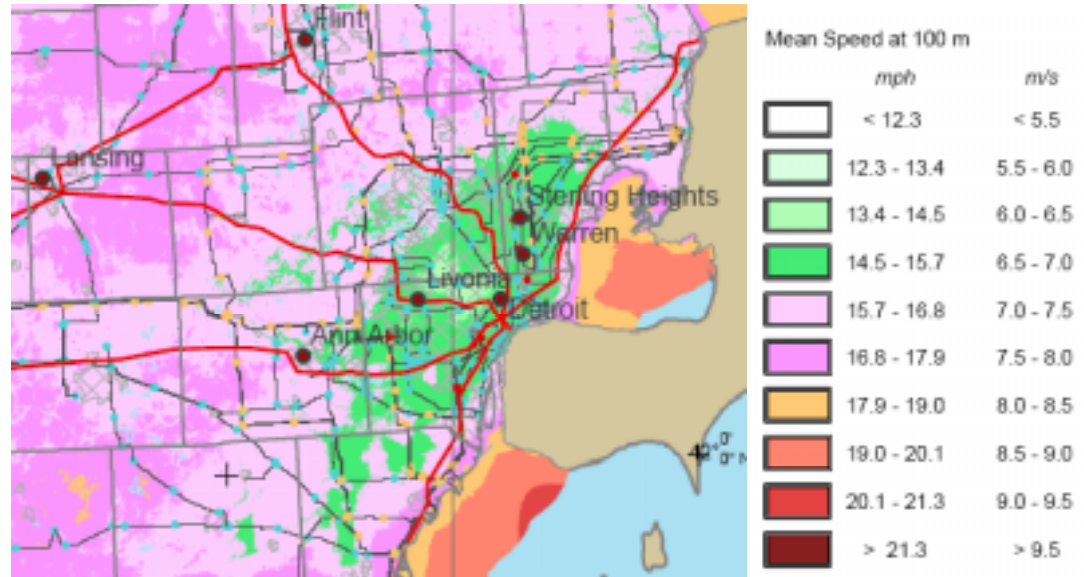 Flint
Lansing
Sterling Heights
Warren
Livonia
Detroit
Ann Arbor
Mean Speed at 100 m
mph m/s
< 12.3 < 5.5
12.3 - 13.4 5.5 - 6.0
13.4 - 14.5 6.0 - 6.5
14.5 - 15.7 6.5 - 7.0
15.7 - 16.8 7.0 - 7.5
16.8 - 17.9 7.5 - 8.0
17.9 - 19.0 8.0 - 8.5
19.0 - 20.1 8.5 - 9.0
20.1 - 21.3 9.0 - 9.5
> 21.3 > 9.5